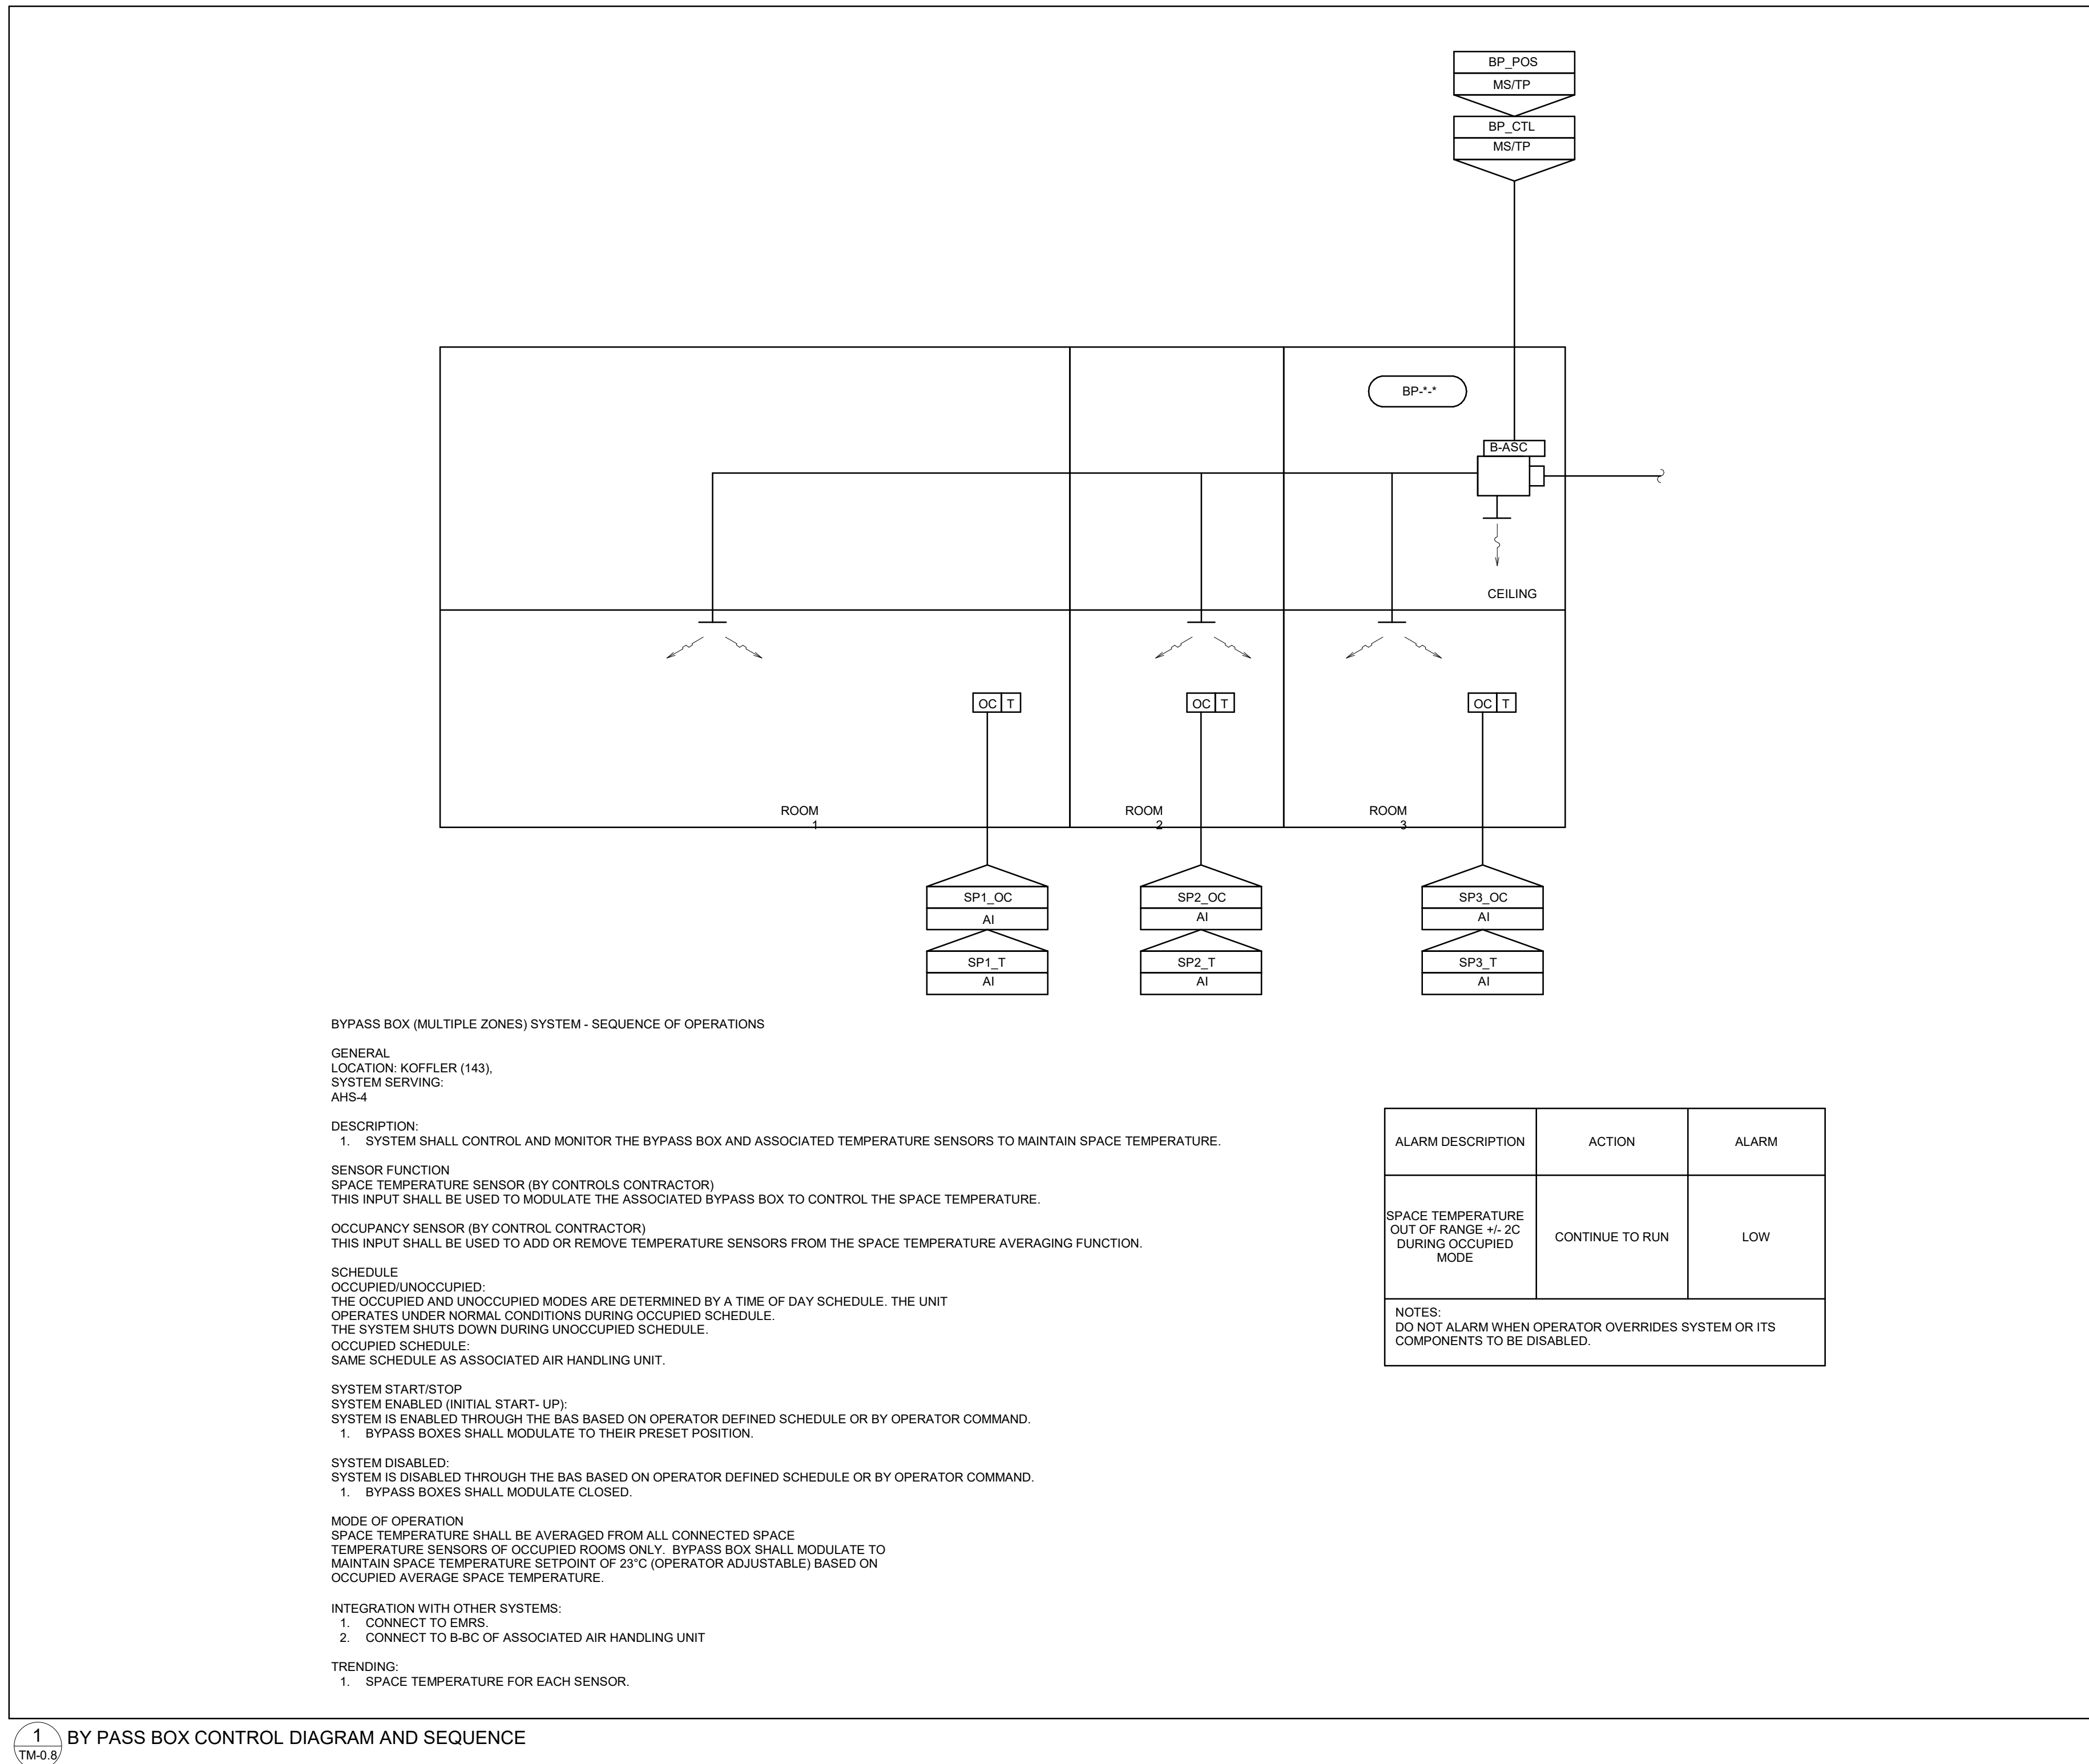 BP_POS
MS/TP
BP_CTL
MS/TP
BP-*-*
B-ASC
CEILING
OC T
OC T
OC T
ROOM
1
ROOM
2
ROOM
3
SP1_OC
AI
SP1_T
AI
SP2_OC
AI
SP2_T
AI
SP3_OC
AI
SP3_T
AI
BYPASS BOX (MULTIPLE ZONES) SYSTEM - SEQUENCE OF OPERATIONS
GENERAL
LOCATION: KOFFLER (143),
SYSTEM SERVING:
AHS-4
DESCRIPTION:
1. SYSTEM SHALL CONTROL AND MONITOR THE BYPASS BOX AND ASSOCIATED TEMPERATURE SENSORS TO MAINTAIN SPACE TEMPERATURE.
SENSOR FUNCTION
SPACE TEMPERATURE SENSOR (BY CONTROLS CONTRACTOR)
THIS INPUT SHALL BE USED TO MODULATE THE ASSOCIATED BYPASS BOX TO CONTROL THE SPACE TEMPERATURE.
OCCUPANCY SENSOR (BY CONTROL CONTRACTOR)
THIS INPUT SHALL BE USED TO ADD OR REMOVE TEMPERATURE SENSORS FROM THE SPACE TEMPERATURE AVERAGING FUNCTION.
SCHEDULE
OCCUPIED/UNOCCUPIED:
THE OCCUPIED AND UNOCCUPIED MODES ARE DETERMINED BY A TIME OF DAY SCHEDULE. THE UNIT
OPERATES UNDER NORMAL CONDITIONS DURING OCCUPIED SCHEDULE.
THE SYSTEM SHUTS DOWN DURING UNOCCUPIED SCHEDULE.
OCCUPIED SCHEDULE:
SAME SCHEDULE AS ASSOCIATED AIR HANDLING UNIT.
SYSTEM START/STOP
SYSTEM ENABLED (INITIAL START- UP):
SYSTEM IS ENABLED THROUGH THE BAS BASED ON OPERATOR DEFINED SCHEDULE OR BY OPERATOR COMMAND.
1. BYPASS BOXES SHALL MODULATE TO THEIR PRESET POSITION.
SYSTEM DISABLED:
SYSTEM IS DISABLED THROUGH THE BAS BASED ON OPERATOR DEFINED SCHEDULE OR BY OPERATOR COMMAND.
1. BYPASS BOXES SHALL MODULATE CLOSED.
MODE OF OPERATION
SPACE TEMPERATURE SHALL BE AVERAGED FROM ALL CONNECTED SPACE
TEMPERATURE SENSORS OF OCCUPIED ROOMS ONLY. BYPASS BOX SHALL MODULATE TO
MAINTAIN SPACE TEMPERATURE SETPOINT OF 23°C (OPERATOR ADJUSTABLE) BASED ON
OCCUPIED AVERAGE SPACE TEMPERATURE.
INTEGRATION WITH OTHER SYSTEMS:
1. CONNECT TO EMRS.
2. CONNECT TO B-BC OF ASSOCIATED AIR HANDLING UNIT
TRENDING:
1. SPACE TEMPERATURE FOR EACH SENSOR.
ALARM DESCRIPTION
ACTION
ALARM
SPACE TEMPERATURE
OUT OF RANGE +/- 2C
DURING OCCUPIED
MODE
CONTINUE TO RUN
LOW
NOTES:
DO NOT ALARM WHEN OPERATOR OVERRIDES SYSTEM OR ITS
COMPONENTS TO BE DISABLED.
1
TM-0.8
BY PASS BOX CONTROL DIAGRAM AND SEQUENCE